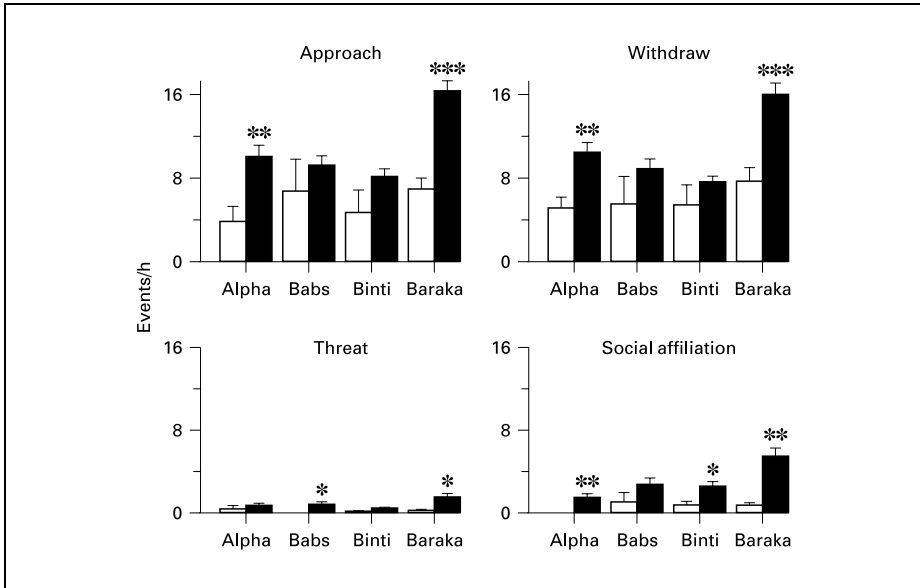 Approach
Withdraw
***
***
16
16
**
**
8
8
0
0
Alpha Babs Binti Baraka
Alpha Babs Binti Baraka
Events/h
Threat
Social affiliation
16
16
8
8
**
*
*
**
*
0
0
Alpha Babs Binti Baraka
Alpha Babs Binti Baraka